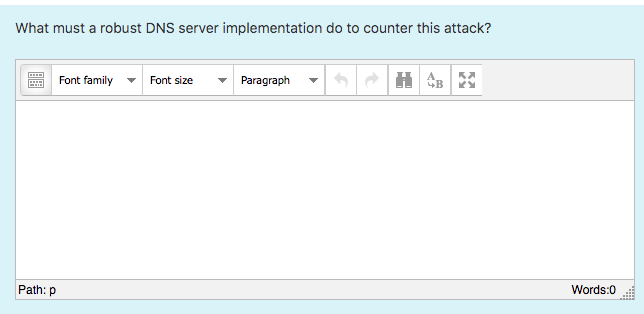 What must a robust DNS server implementation do to counter this attack?
Font family Font size Paragraph A B
Path: p Words:0